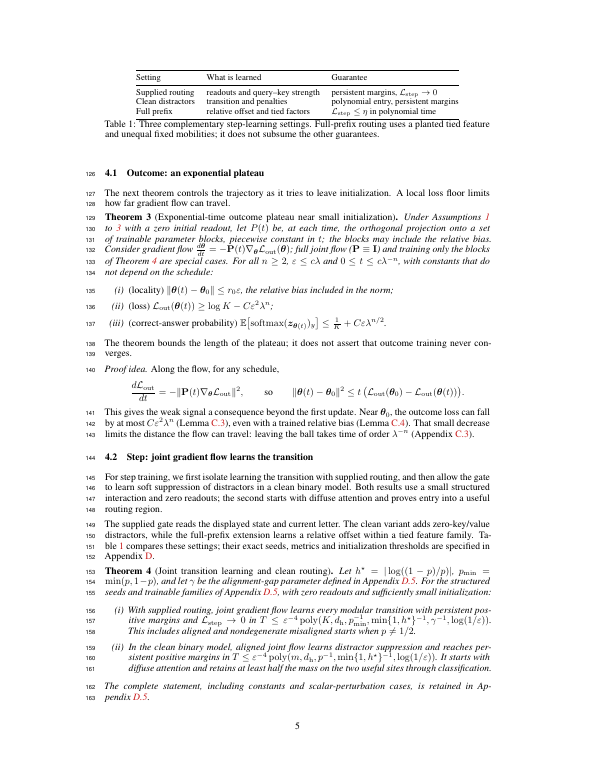 Setting What is learned Guarantee
Supplied routing readouts and query–key strength persistent margins, ℒ_step → 0
Clean distractors transition and penalties polynomial entry, persistent margins
Full prefix relative offset and tied factors ℒ_step ≤ η in polynomial time
Table 1: Three complementary step-learning settings. Full-prefix routing uses a planted tied feature
and unequal fixed mobilities; it does not subsume the other guarantees.
126 4.1 Outcome: an exponential plateau
127 The next theorem controls the trajectory as it tries to leave initialization. A local loss floor limits
128 how far gradient flow can travel.
129 Theorem 3 (Exponential-time outcome plateau near small initialization). Under Assumptions 1
130 to 3 with a zero initial readout, let P(t) be, at each time, the orthogonal projection onto a set
131 of trainable parameter blocks, piecewise constant in t; the blocks may include the relative bias.
132 Consider gradient flow dθ/dt = −P(t)∇_θ ℒ_out(θ); full joint flow (P ≡ I) and training only the blocks
133 of Theorem 4 are special cases. For all n ≥ 2, ε ≤ cλ and 0 ≤ t ≤ cλ^{−n}, with constants that do
134 not depend on the schedule:
135 (i) (locality) ‖θ(t) − θ₀‖ ≤ r₀ε, the relative bias included in the norm;
136 (ii) (loss) ℒ_out(θ(t)) ≥ log K − Cε²λⁿ;
137 (iii) (correct-answer probability) 𝔼[softmax(z_{θ(t)})_y] ≤ 1/K + Cελ^{n/2}.
138 The theorem bounds the length of the plateau; it does not assert that outcome training never con-
139 verges.
140 Proof idea. Along the flow, for any schedule,
dℒ_out/dt = −‖P(t)∇_θ ℒ_out‖², so ‖θ(t) − θ₀‖² ≤ t (ℒ_out(θ₀) − ℒ_out(θ(t))).
141 This gives the weak signal a consequence beyond the first update. Near θ₀, the outcome loss can fall
142 by at most Cε²λⁿ (Lemma C.3), even with a trained relative bias (Lemma C.4). That small decrease
143 limits the distance the flow can travel: leaving the ball takes time of order λ^{−n} (Appendix C.3).
144 4.2 Step: joint gradient flow learns the transition
145 For step training, we first isolate learning the transition with supplied routing, and then allow the gate
146 to learn soft suppression of distractors in a clean binary model. Both results use a small structured
147 interaction and zero readouts; the second starts with diffuse attention and proves entry into a useful
148 routing region.
149 The supplied gate reads the displayed state and current letter. The clean variant adds zero-key/value
150 distractors, while the full-prefix extension learns a relative offset within a tied feature family. Ta-
151 ble 1 compares these settings; their exact seeds, metrics and initialization thresholds are specified in
152 Appendix D.
153 Theorem 4 (Joint transition learning and clean routing). Let h* = |log((1 − p)/p)|, p_min =
154 min(p, 1−p), and let γ be the alignment-gap parameter defined in Appendix D.5. For the structured
155 seeds and trainable families of Appendix D.5, with zero readouts and sufficiently small initialization:
156 (i) With supplied routing, joint gradient flow learns every modular transition with persistent pos-
157 itive margins and ℒ_step → 0 in T ≤ ε^{−4} poly(K, d_h, p_min^{−1}, min{1, h*}^{−1}, γ^{−1}, log(1/ε)).
158 This includes aligned and nondegenerate misaligned starts when p ≠ 1/2.
159 (ii) In the clean binary model, aligned joint flow learns distractor suppression and reaches per-
160 sistent positive margins in T ≤ ε^{−4} poly(m, d_h, p^{−1}, min{1, h*}^{−1}, log(1/ε)). It starts with
161 diffuse attention and retains at least half the mass on the two useful sites through classification.
162 The complete statement, including constants and scalar-perturbation cases, is retained in Ap-
163 pendix D.5.
5